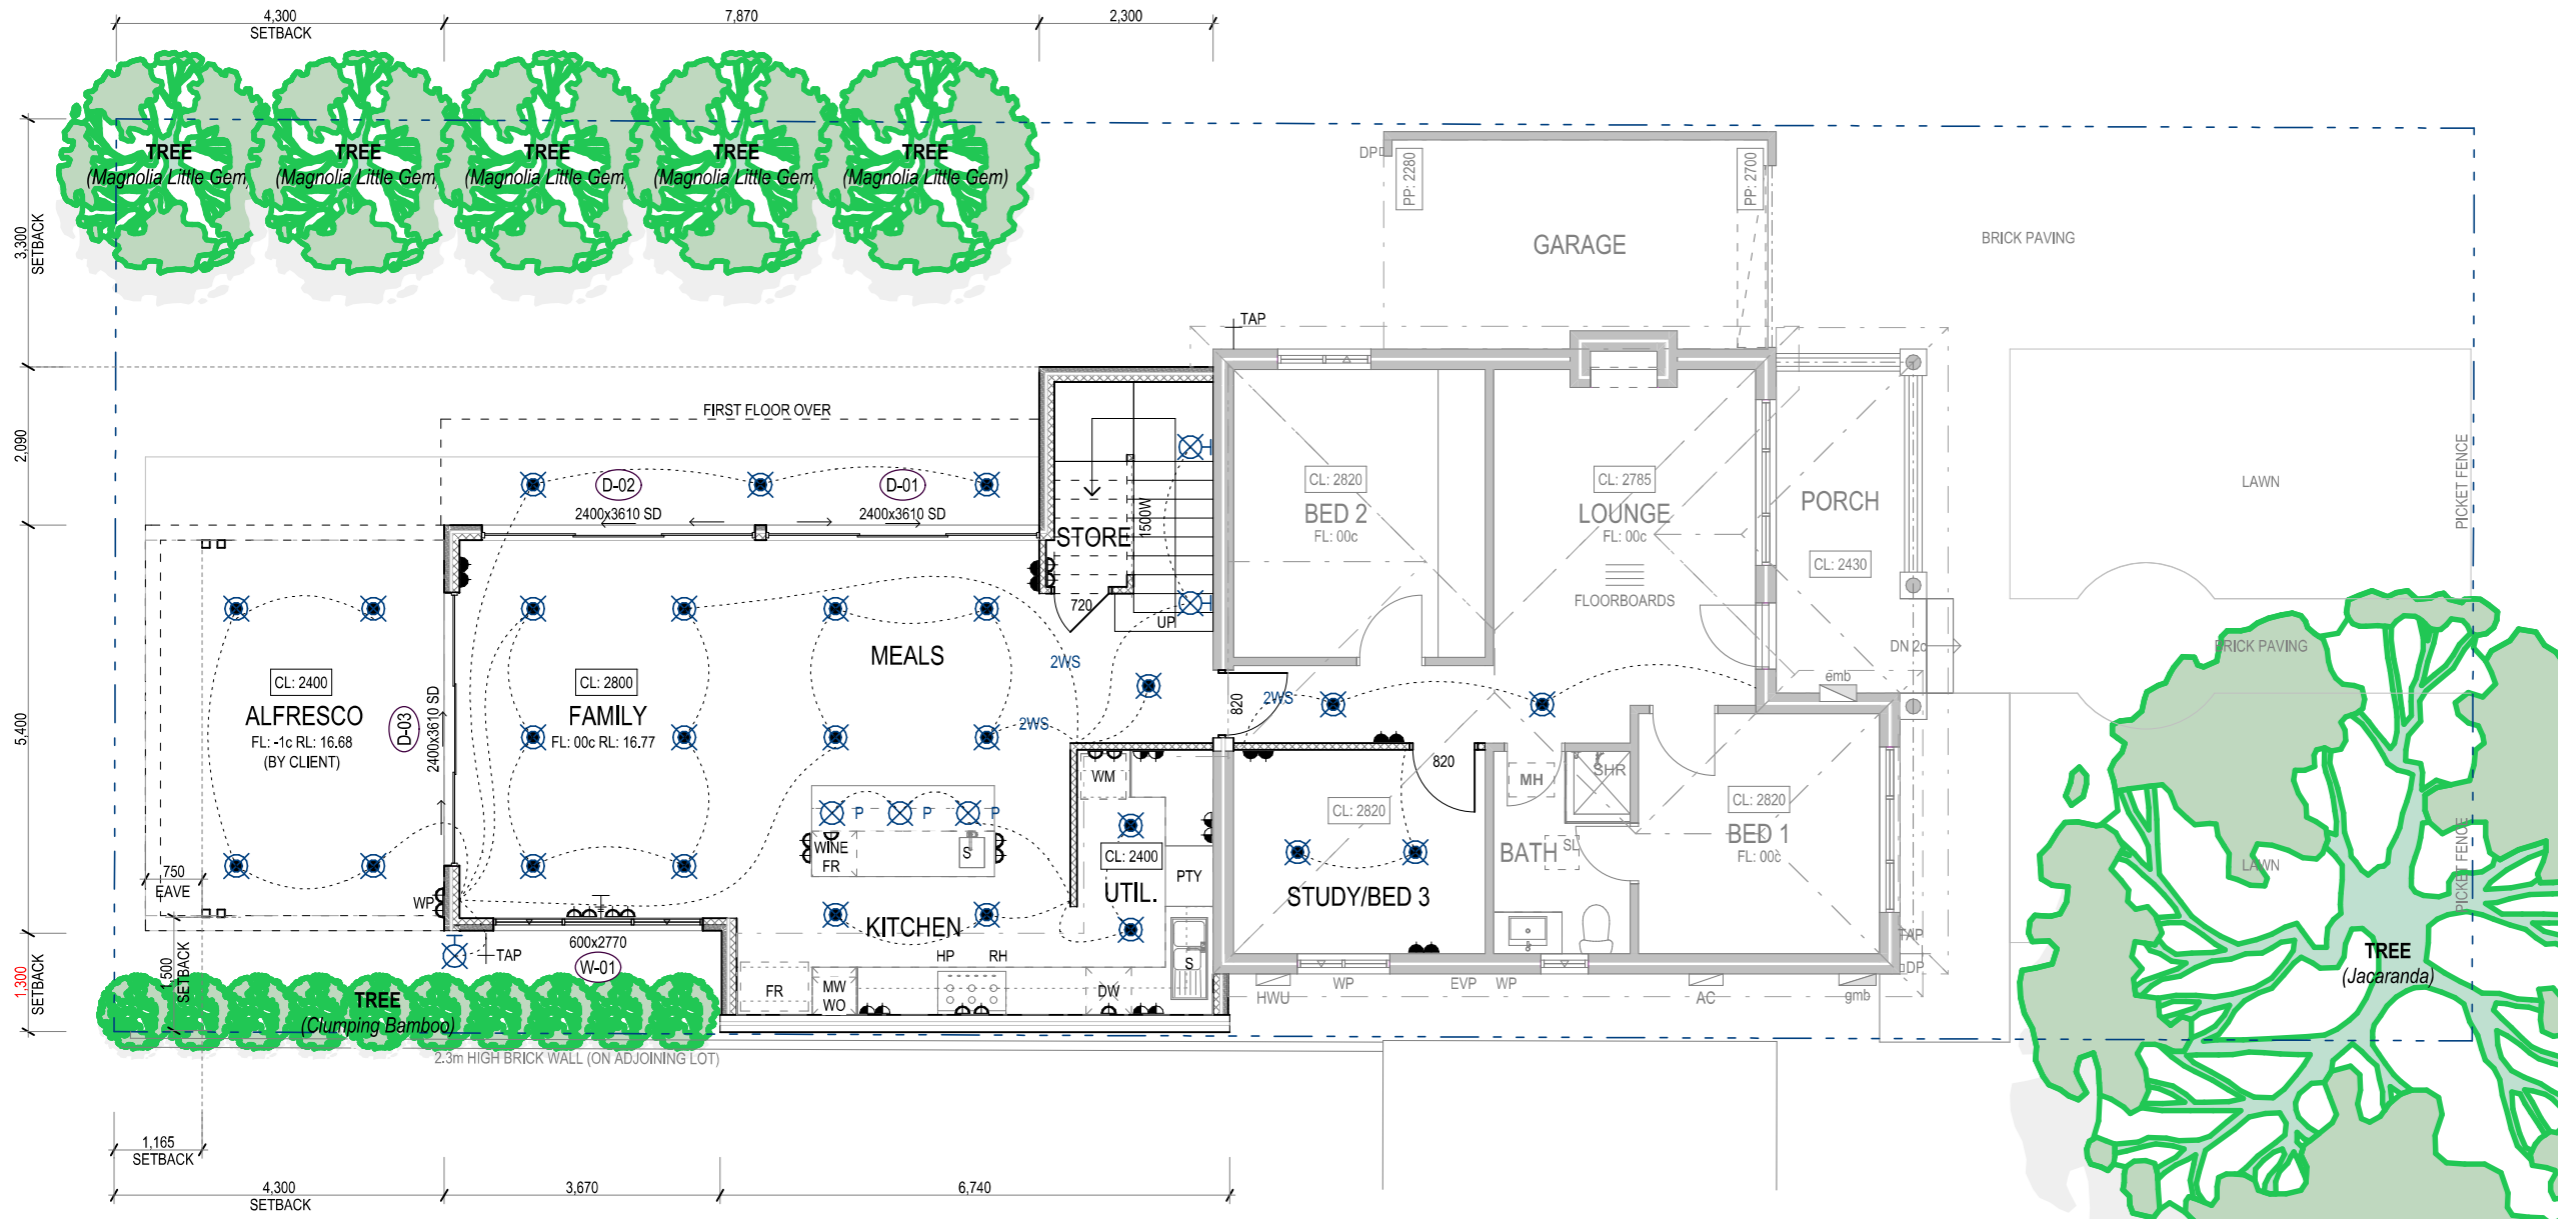 4,300
SETBACK
7,870
2,300
TREE
(Magnolia Little Gem)
TREE
(Magnolia Little Gem)
TREE
(Magnolia Little Gem)
TREE
(Magnolia Little Gem)
TREE
(Magnolia Little Gem)
3,300
SETBACK
2,090
5,400
1,300
SETBACK
DP
PP: 2280
PP: 2700
GARAGE
BRICK PAVING
TAP
FIRST FLOOR OVER
D-02
D-01
2400x3610 SD
2400x3610 SD
STORE
1500W
720
UP
CL: 2820
BED 2
FL: 00c
CL: 2785
LOUNGE
FL: 00c
FLOORBOARDS
PORCH
CL: 2430
LAWN
PICKET FENCE
DN 2c
BRICK PAVING
emb
MEALS
2WS
2WS
2WS
820
CL: 2400
ALFRESCO
FL: -1c RL: 16.68
(BY CLIENT)
D-03
2400x3610 SD
CL: 2800
FAMILY
FL: 00c RL: 16.77
WM
820
MH
SHR
CL: 2820
CL: 2820
BED 1
FL: 00c
P
P
P
WINE
FR
S
CL: 2400
UTIL.
PTY
BATH
SL
STUDY/BED 3
LAWN
PICKET FENCE
750
EAVE
WP
KITCHEN
1,500
SETBACK
TAP
600x2770
W-01
HP
RH
S
FR
MW
WO
DW
HWU
WP
EVP
WP
AC
gmb
TAP
DP
TREE
(Jacaranda)
TREE
(Clumping Bamboo)
2.3m HIGH BRICK WALL (ON ADJOINING LOT)
1,165
SETBACK
4,300
SETBACK
3,670
6,740